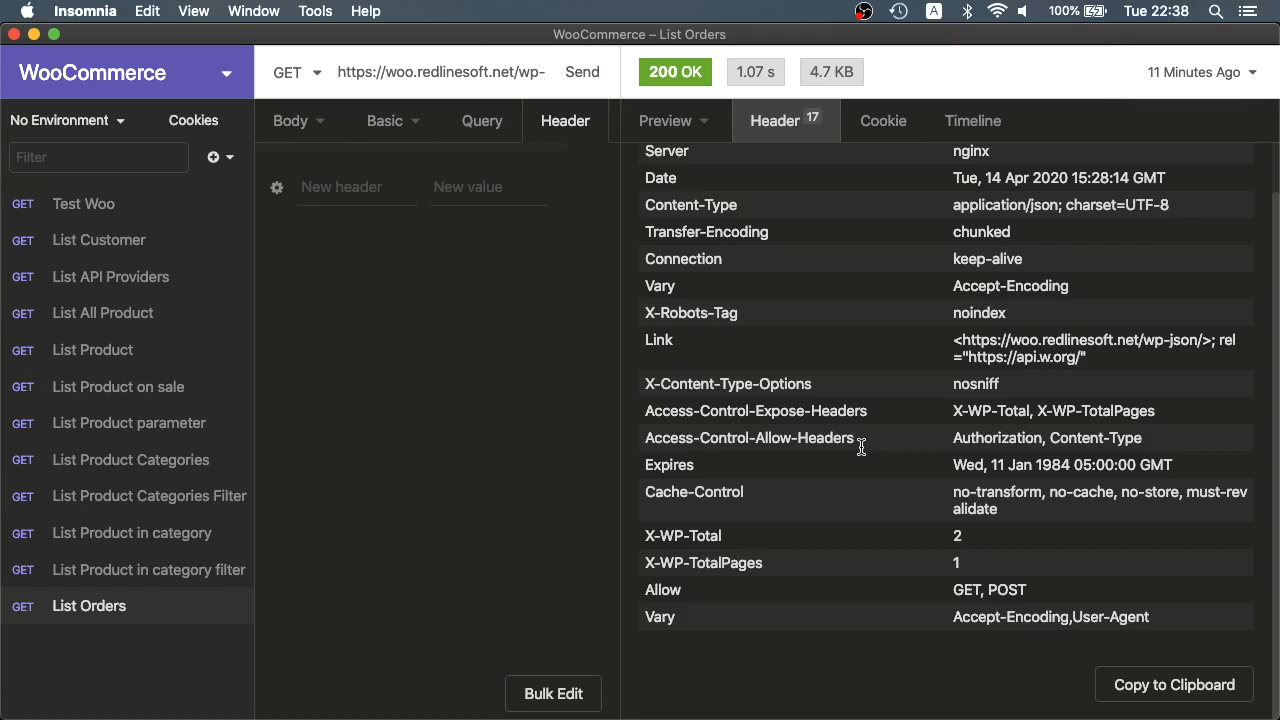 Insomnia Edit View Window Tools Help A 100% Tue 22:38
WooCommerce – List Orders
WooCommerce GET https://woo.redlinesoft.net/wp- Send 200 OK 1.07 s 4.7 KB 11 Minutes Ago
No Environment Cookies Body Basic Query Header Preview Header 17 Cookie Timeline
Filter
New header New value
GET Test Woo
GET List Customer
GET List API Providers
GET List All Product
GET List Product
GET List Product on sale
GET List Product parameter
GET List Product Categories
GET List Product Categories Filter
GET List Product in category
GET List Product in category filter
GET List Orders
Bulk Edit
Server nginx
Date Tue, 14 Apr 2020 15:28:14 GMT
Content-Type application/json; charset=UTF-8
Transfer-Encoding chunked
Connection keep-alive
Vary Accept-Encoding
X-Robots-Tag noindex
Link <https://woo.redlinesoft.net/wp-json/>; rel
="https://api.w.org/"
X-Content-Type-Options nosniff
Access-Control-Expose-Headers X-WP-Total, X-WP-TotalPages
Access-Control-Allow-Headers Authorization, Content-Type
Expires Wed, 11 Jan 1984 05:00:00 GMT
Cache-Control no-transform, no-cache, no-store, must-rev
alidate
X-WP-Total 2
X-WP-TotalPages 1
Allow GET, POST
Vary Accept-Encoding,User-Agent
Copy to Clipboard